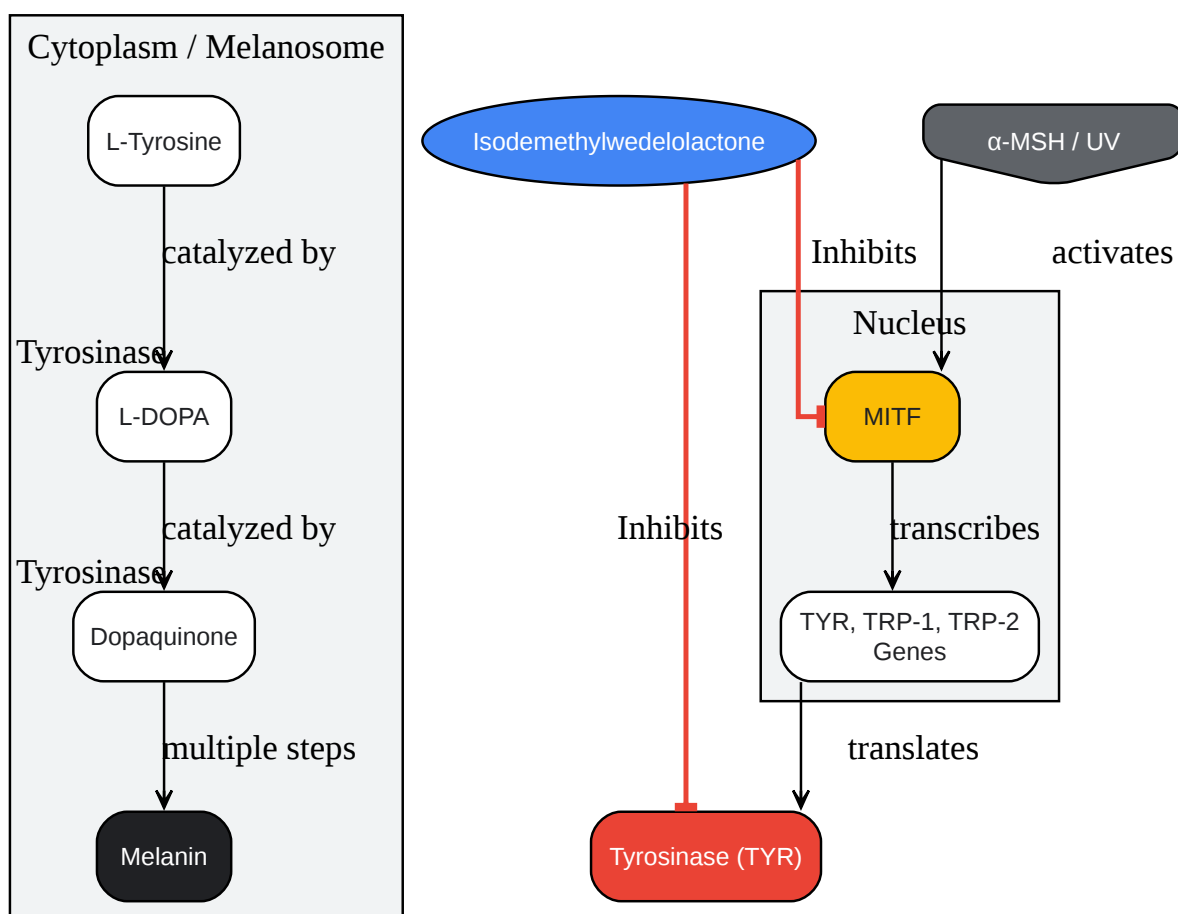 Cytoplasm / Melanosome
L-Tyrosine
catalyzed by
Tyrosinase
L-DOPA
catalyzed by
Tyrosinase
Dopaquinone
multiple steps
Melanin
Isodemethylwedelolactone
α-MSH / UV
Inhibits
activates
Nucleus
MITF
Inhibits
transcribes
TYR, TRP-1, TRP-2
Genes
translates
Tyrosinase (TYR)